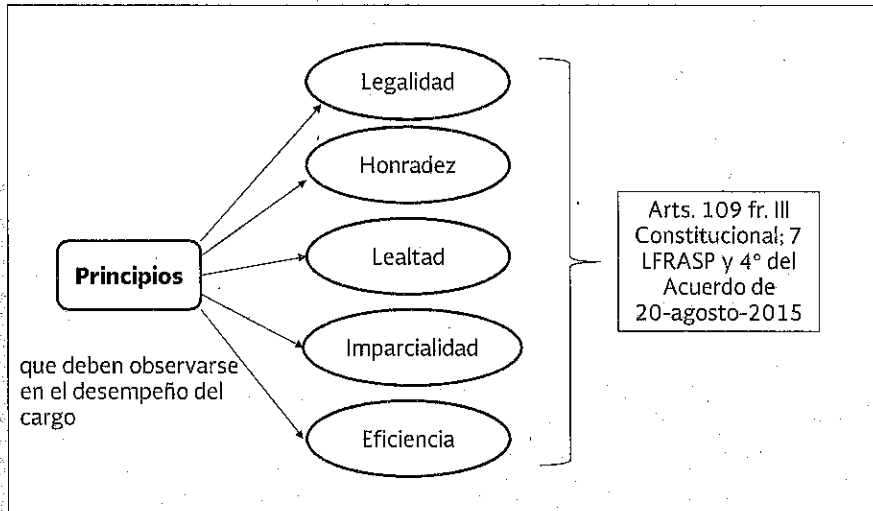 Principios
que deben observarse
en el desempeño del
cargo
Legalidad
Honradez
Lealtad
Imparcialidad
Eficiencia
Arts. 109 fr. III
Constitucional; 7
LFRASP y 4° del
Acuerdo de
20-agosto-2015